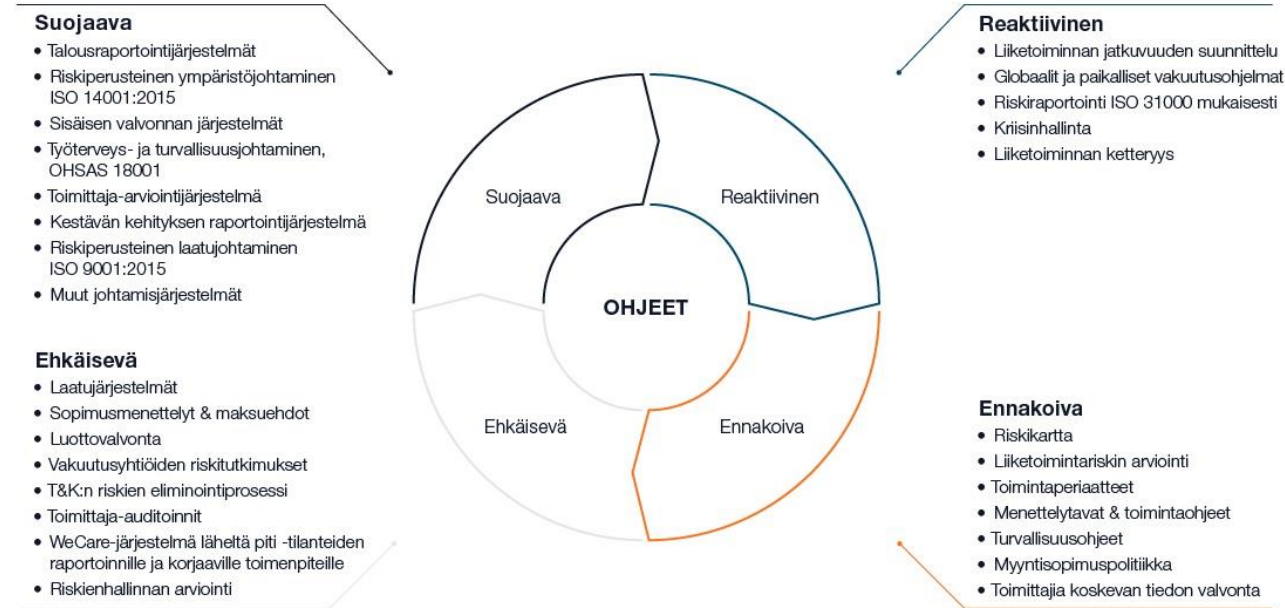 Suojaava
• Talousraportointijärjestelmät
• Riskiperusteinen ympäristöjohtaminen
ISO 14001:2015
• Sisäisen valvonnan järjestelmät
• Työterveys- ja turvallisuusjohtaminen,
OHSAS 18001
• Toimittaja-arviointijärjestelmä
• Kestävän kehityksen raportointijärjestelmä
• Riskiperusteinen laatujohtaminen
ISO 9001:2015
• Muut johtamisjärjestelmät
Reaktiivinen
• Liiketoiminnan jatkuvuuden suunnittelu
• Globaalit ja paikalliset vakuutusohjelmat
• Riskiraportointi ISO 31000 mukaisesti
• Kriisinhallinta
• Liiketoiminnan ketteryys
Suojaava
Reaktiivinen
OHJEET
Ehkäisevä
Ennakoiva
Ehkäisevä
• Laatujärjestelmät
• Sopimusmenettelyt & maksuehdot
• Luottovalvonta
• Vakuutusyhtiöiden riskitutkimukset
• T&K:n riskien eliminointiprosessi
• Toimittaja-auditoinnit
• WeCare-järjestelmä läheltä piti -tilanteiden
raportoinnille ja korjaaville toimenpiteille
• Riskienhallinnan arviointi
Ennakoiva
• Riskikartta
• Liiketoimintariskin arviointi
• Toimintaperiaatteet
• Menettelytavat & toimintaohjeet
• Turvallisuusohjeet
• Myyntisopimuspolitiikka
• Toimittajia koskevan tiedon valvonta